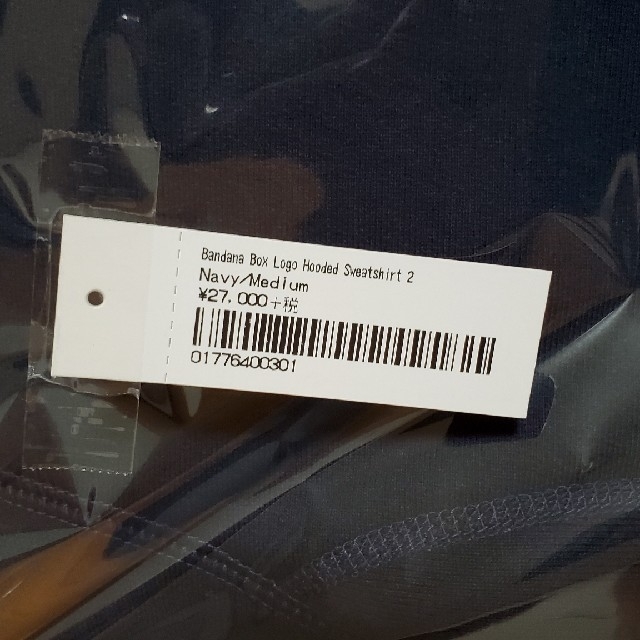 Bandana Box Logo Hooded Sweatshirt 2
Navy/Medium
¥27.000+税
01776400301